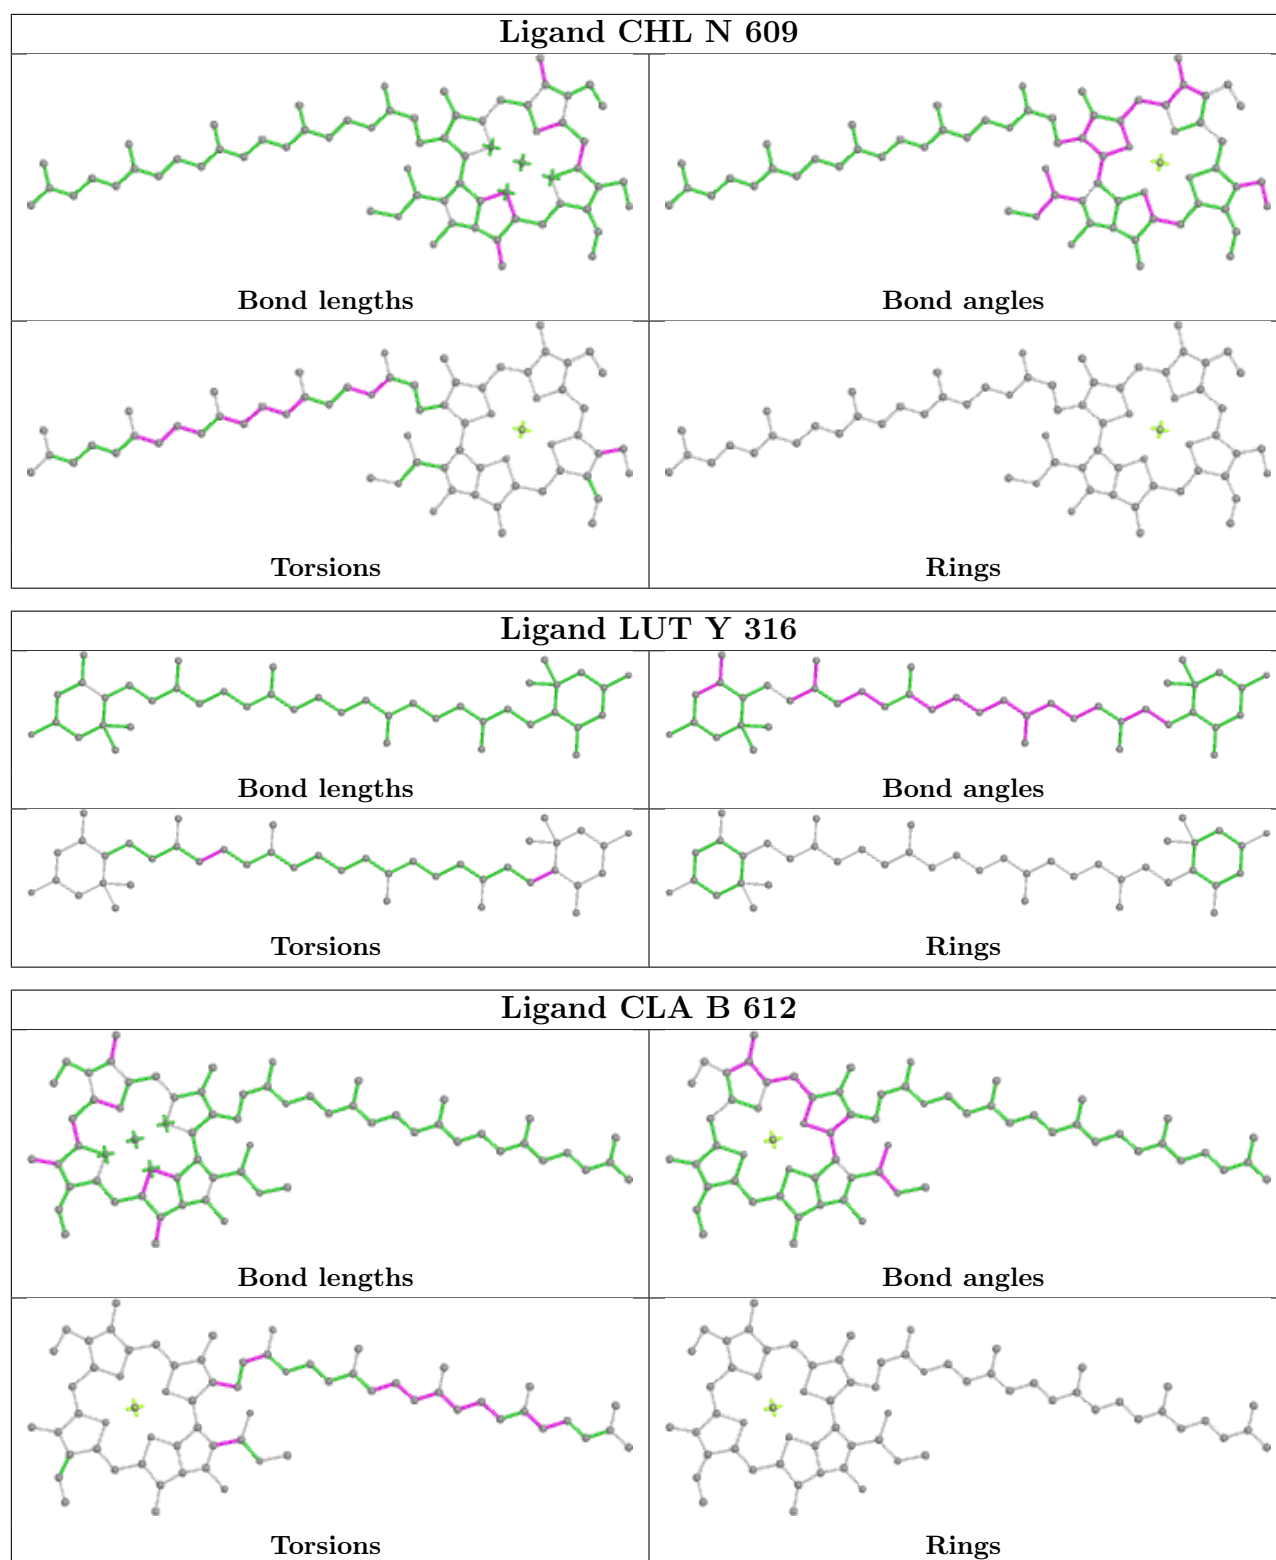 Ligand CHL N 609
Bond lengths
Bond angles
Torsions
Rings
Ligand LUT Y 316
Bond lengths
Bond angles
Torsions
Rings
Ligand CLA B 612
Bond lengths
Bond angles
Torsions
Rings